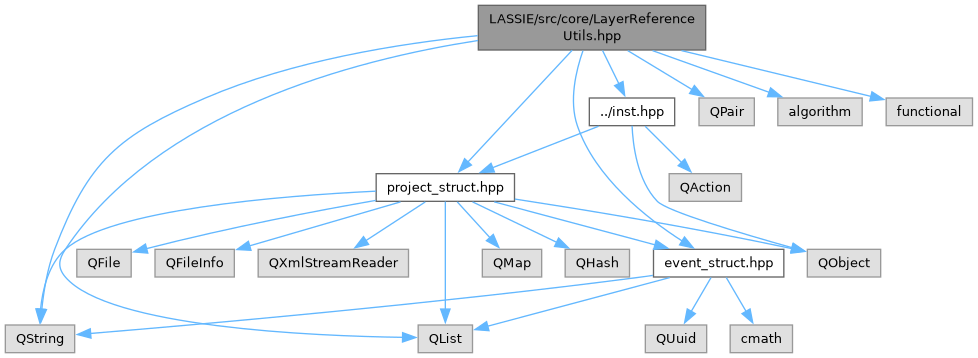 LASSIE/src/core/LayerReference
Utils.hpp
../inst.hpp
QPair
algorithm
functional
project_struct.hpp
QAction
QFile
QFileInfo
QXmlStreamReader
QMap
QHash
event_struct.hpp
QObject
QString
QList
QUuid
cmath